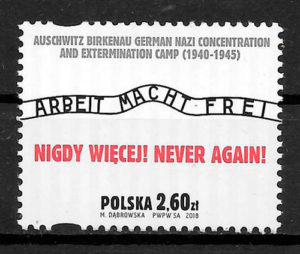 AUSCHWITZ BIRKENAU GERMAN NAZI CONCENTRATION
AND EXTERMINATION CAMP (1940-1945)
ARBEIT MACHT FREI
NIGDY WIĘCEJ! NEVER AGAIN!
POLSKA 2,60zł
M. DĄBROWSKA PWPW SA 2018